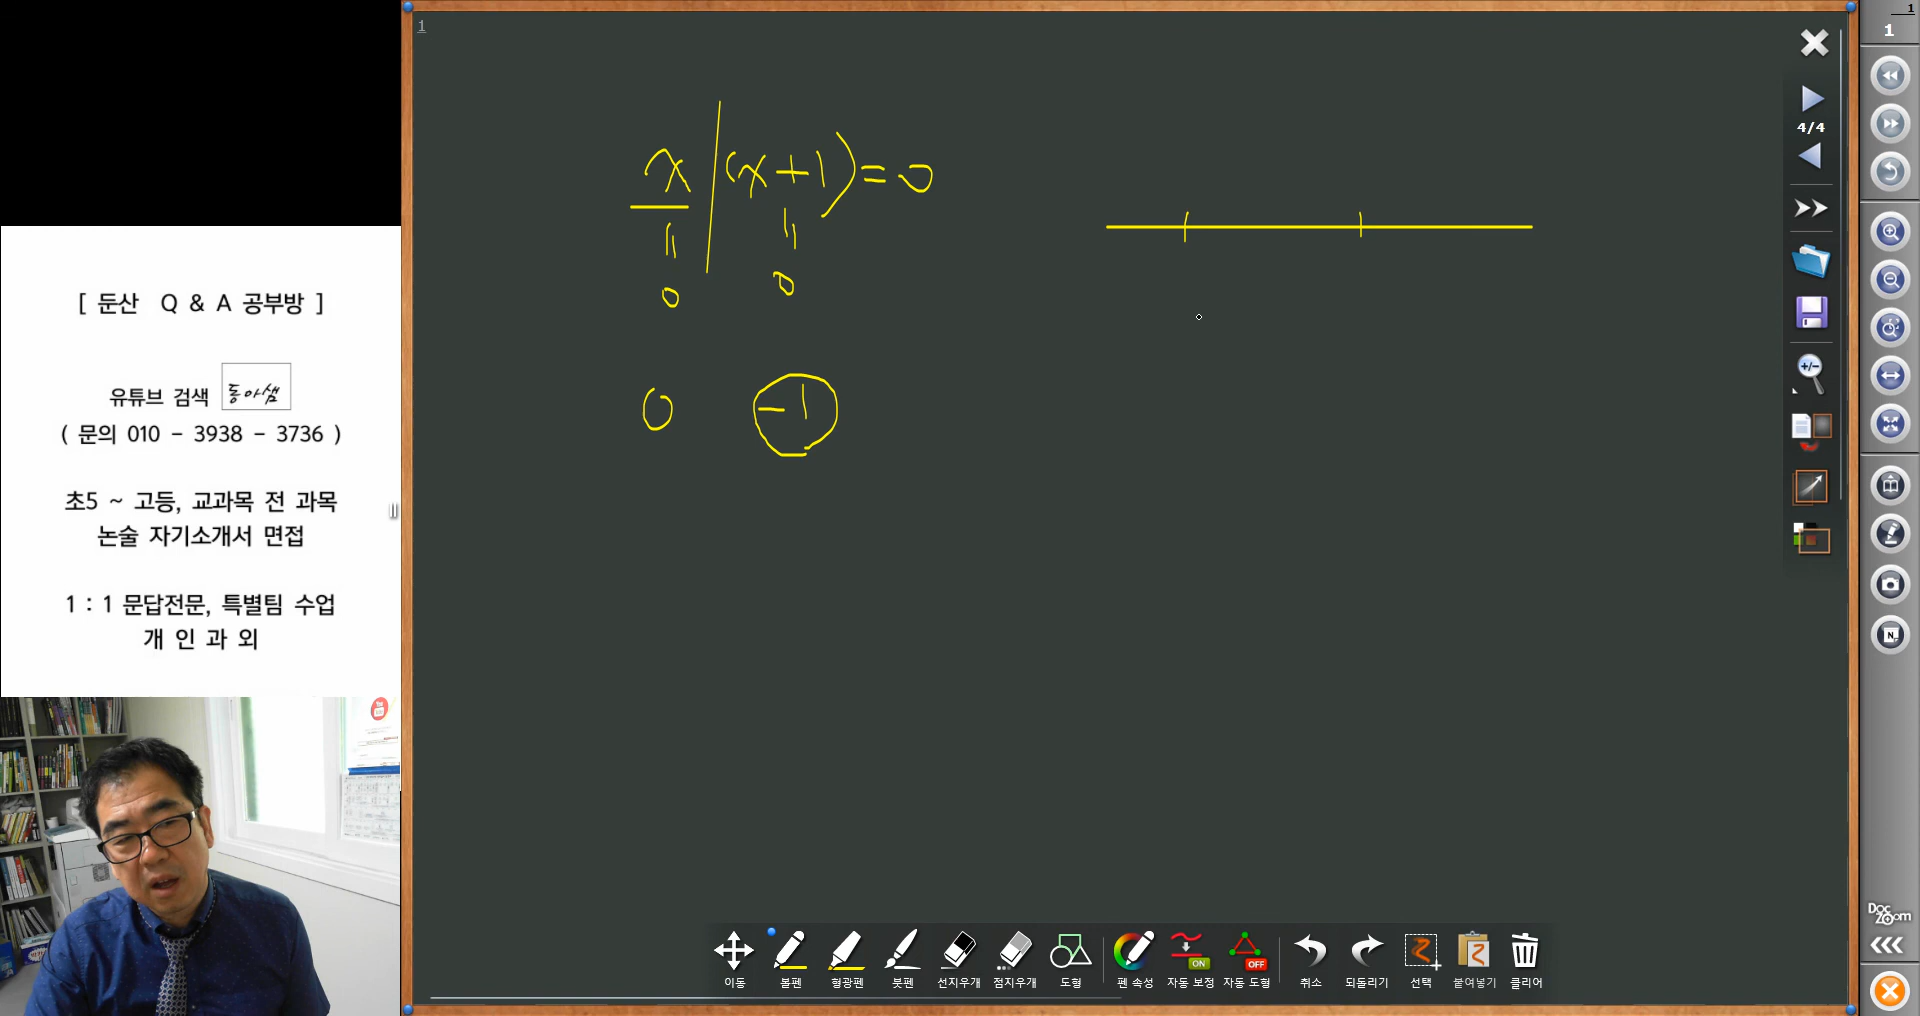 [ 둔산 Q & A 공부방 ]
유튜브 검색 동아샘
( 문의 010 - 3938 - 3736 )
초5 ~ 고등, 교과목 전 과목
논술 자기소개서 면접
1 : 1 문답전문, 특별팀 수업
개 인 과 외
1
x (x+1)=0
= =
0 0
0 -1
4/4
1
1
Doc Zoom
이동 볼펜 형광펜 붓펜 선지우개 점지우개 도형 펜 속성 자동 보정 자동 도형 취소 되돌리기 선택 붙여넣기 클리어
ON OFF